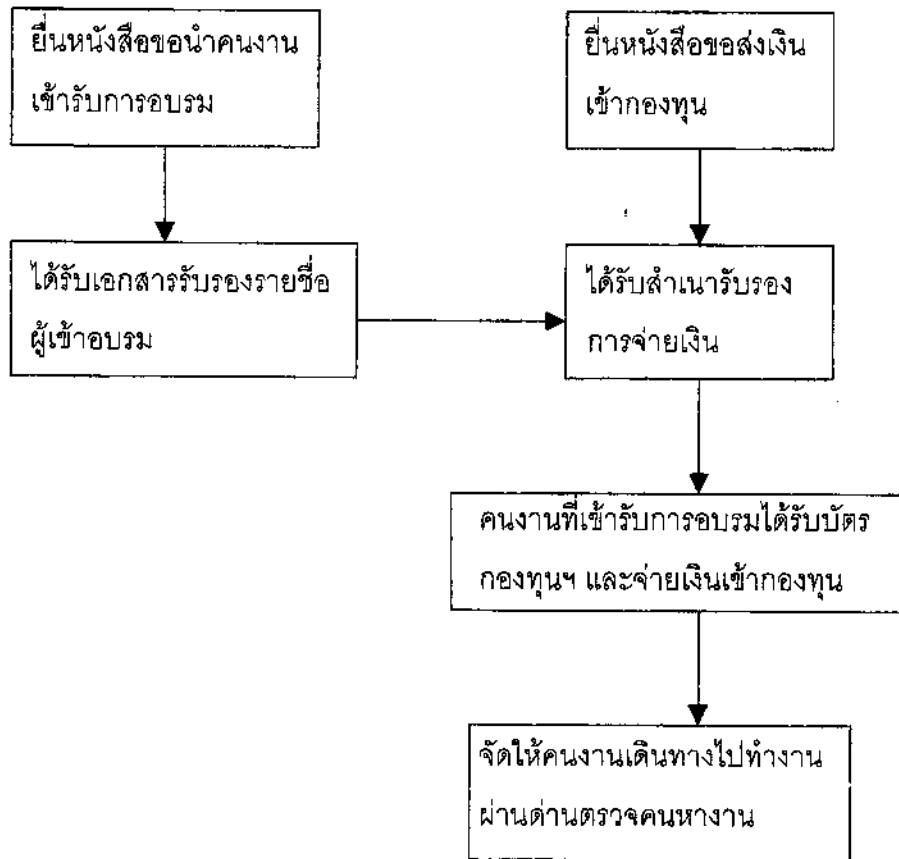 ยื่นหนังสือขอนำคนงาน
เข้ารับการอบรม
ยื่นหนังสือขอส่งเงิน
เข้ากองทุน
ได้รับเอกสารรับรองรายชื่อ
ผู้เข้าอบรม
ได้รับสำเนารับรอง
การจ่ายเงิน
คนงานที่เข้ารับการอบรมได้รับบัตร
กองทุนฯ และจ่ายเงินเข้ากองทุน
จัดให้คนงานเดินทางไปทำงาน
ผ่านด่านตรวจคนหางาน